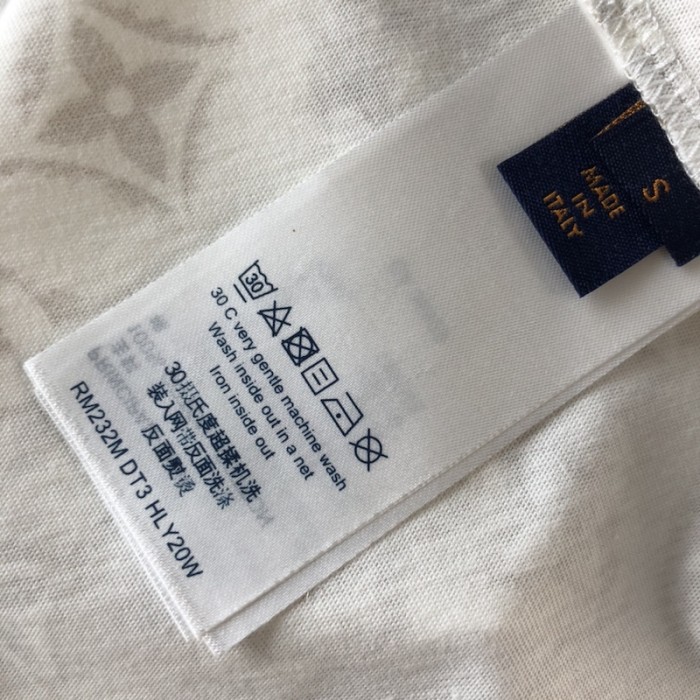 S
MADE
IN
ITALY
30
30 C very gentle machine wash
Wash inside out in a net
Iron inside out
30摄氏度超揉机洗
装入网带反面洗涤
反面熨烫
RM232M DT3 HLY20W